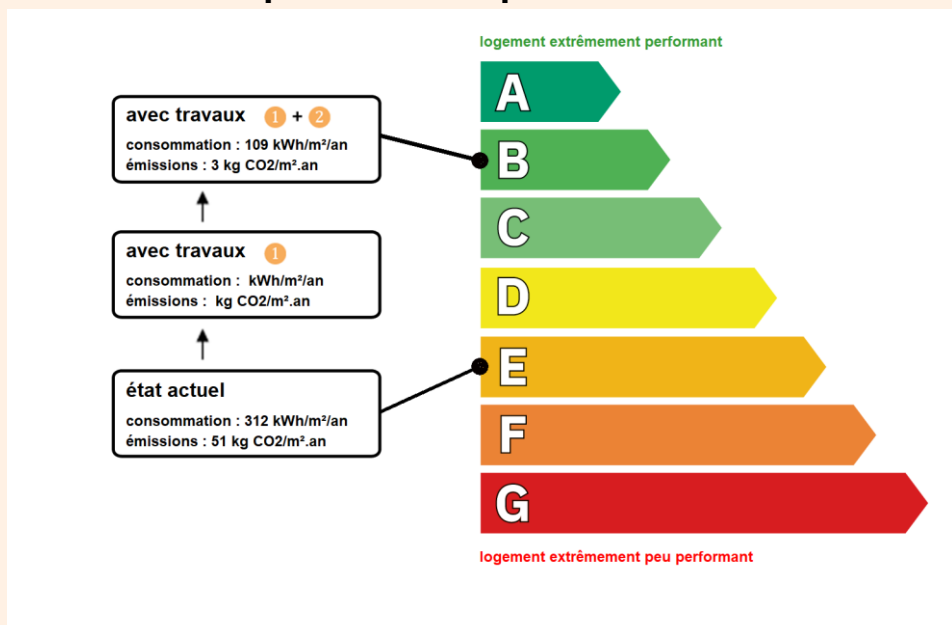 logement extrêmement performant
avec travaux 1 + 2
consommation : 109 kWh/m²/an
émissions : 3 kg CO2/m².an
avec travaux 1
consommation : kWh/m²/an
émissions : kg CO2/m².an
état actuel
consommation : 312 kWh/m²/an
émissions : 51 kg CO2/m².an
A
B
C
D
E
F
G
logement extrêmement peu performant